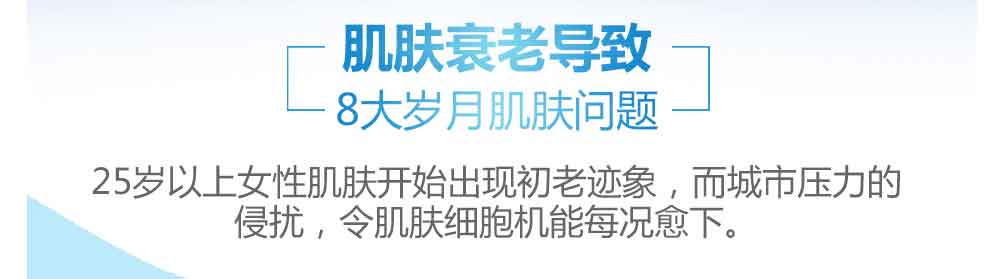 肌肤衰老导致
8大岁月肌肤问题
25岁以上女性肌肤开始出现初老迹象，而城市压力的
侵扰，令肌肤细胞机能每况愈下。